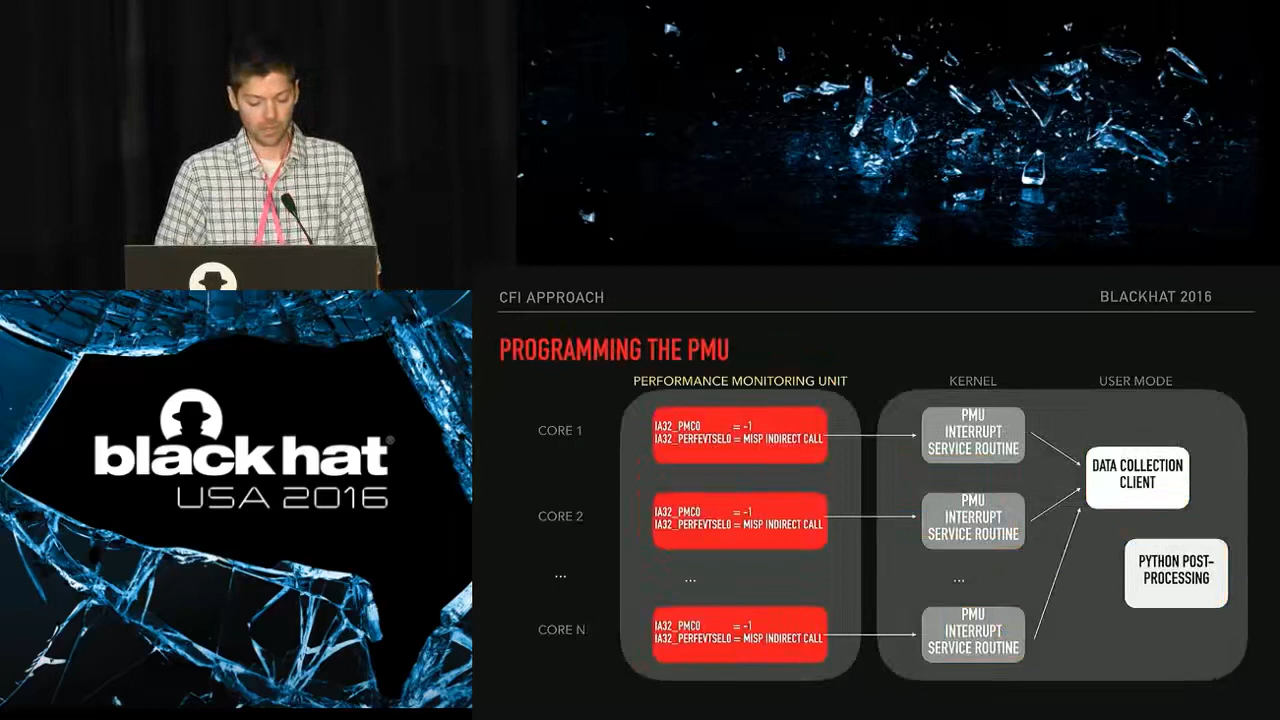 black hat®
USA 2016
CFI APPROACH
BLACKHAT 2016
PROGRAMMING THE PMU
PERFORMANCE MONITORING UNIT
KERNEL
USER MODE
CORE 1
IA32_PMC0 = -1
IA32_PERFEVTSEL0 = MISP INDIRECT CALL
PMU
INTERRUPT
SERVICE ROUTINE
DATA COLLECTION
CLIENT
CORE 2
IA32_PMC0 = -1
IA32_PERFEVTSEL0 = MISP INDIRECT CALL
PMU
INTERRUPT
SERVICE ROUTINE
PYTHON POST-
PROCESSING
...
...
...
CORE N
IA32_PMC0 = -1
IA32_PERFEVTSEL0 = MISP INDIRECT CALL
PMU
INTERRUPT
SERVICE ROUTINE